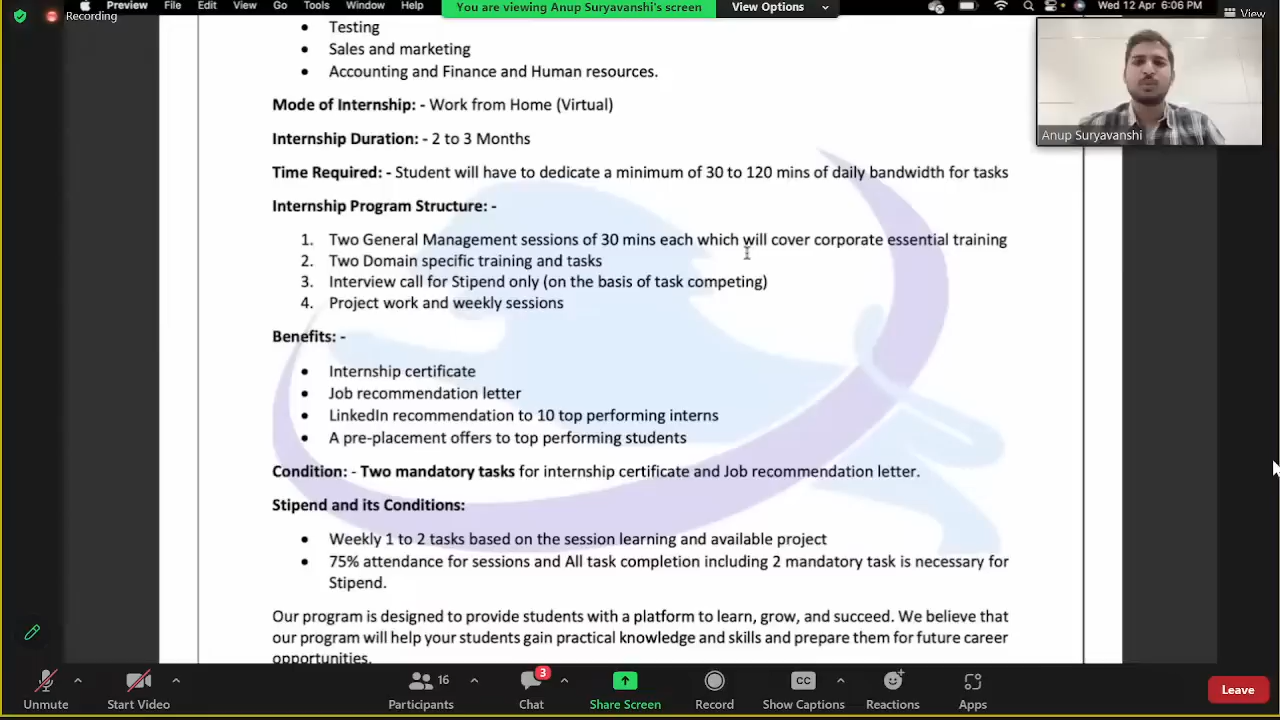 Preview File Edit View Go Tools Window Help
You are viewing Anup Suryavanshi's screen
View Options
Wed 12 Apr 6:06 PM
Recording
View
Testing
Sales and marketing
Accounting and Finance and Human resources.
Anup Suryavanshi
Mode of Internship: - Work from Home (Virtual)
Internship Duration: - 2 to 3 Months
Time Required: - Student will have to dedicate a minimum of 30 to 120 mins of daily bandwidth for tasks
Internship Program Structure: -
1. Two General Management sessions of 30 mins each which will cover corporate essential training
2. Two Domain specific training and tasks
3. Interview call for Stipend only (on the basis of task competing)
4. Project work and weekly sessions
Benefits: -
Internship certificate
Job recommendation letter
LinkedIn recommendation to 10 top performing interns
A pre-placement offers to top performing students
Condition: - Two mandatory tasks for internship certificate and Job recommendation letter.
Stipend and its Conditions:
Weekly 1 to 2 tasks based on the session learning and available project
75% attendance for sessions and All task completion including 2 mandatory task is necessary for
Stipend.
Our program is designed to provide students with a platform to learn, grow, and succeed. We believe that
our program will help your students gain practical knowledge and skills and prepare them for future career
opportunities.
16
3
CC
Unmute Start Video Participants Chat Share Screen Record Show Captions Reactions Apps Leave